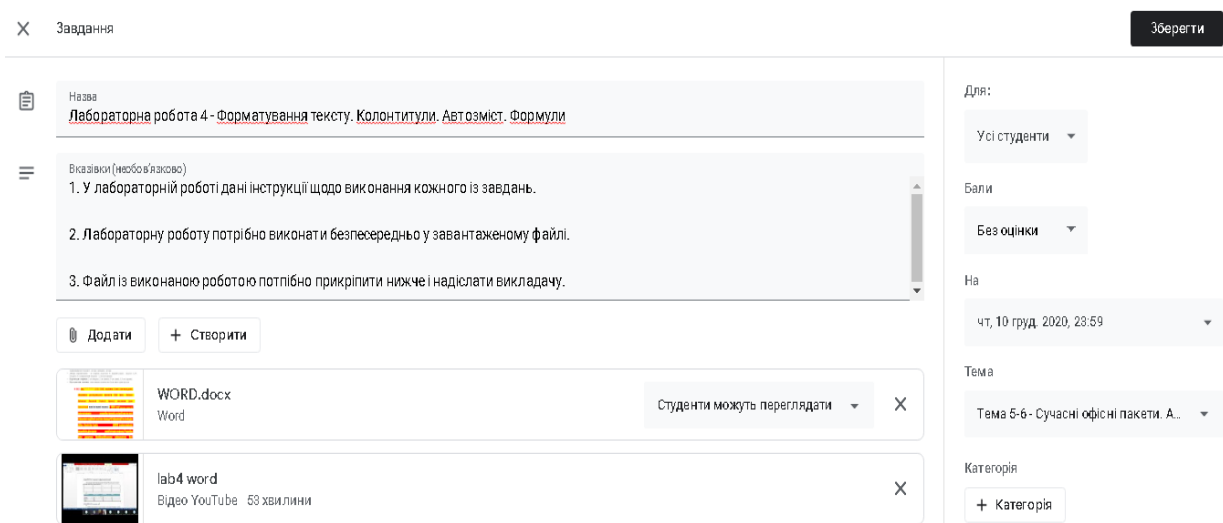 Завдання
Зберегти
Назва
Лабораторна робота 4 - Форматування тексту. Колонтитули. Автозміст. Формули
Вказівки (необов'язково)
1. У лабораторній роботі дані інструкції щодо виконання кожного із завдань.
2. Лабораторну роботу потрібно виконати безпесередньо у завантаженому файлі.
3. Файл із виконаною роботою потпібно прикріпити нижче і надіслати викладачу.
Додати
+ Створити
WORD.docx
Word
Студенти можуть переглядати
lab4 word
Відео YouTube 53 хвилини
Для:
Усі студенти
Бали
Без оцінки
На
чт, 10 груд. 2020, 23:59
Тема
Тема 5-6 - Сучасні офісні пакети. А...
Категорія
+ Категорія